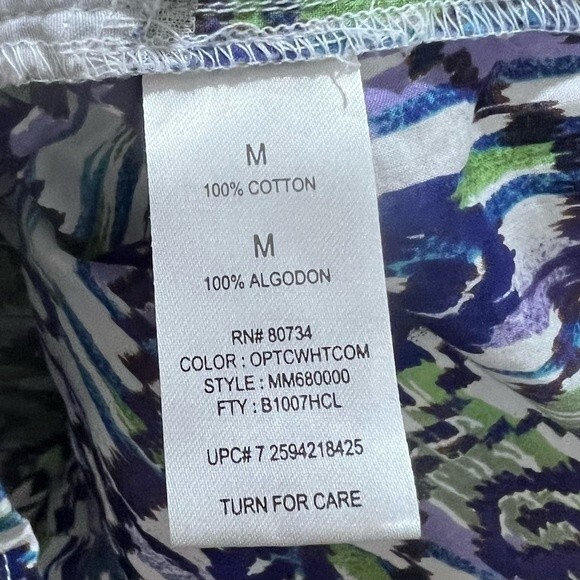 M
100% COTTON
M
100% ALGODON
RN# 80734
COLOR : OPTCWHTCOM
STYLE : MM680000
FTY : B1007HCL
UPC# 7 2594218425
TURN FOR CARE